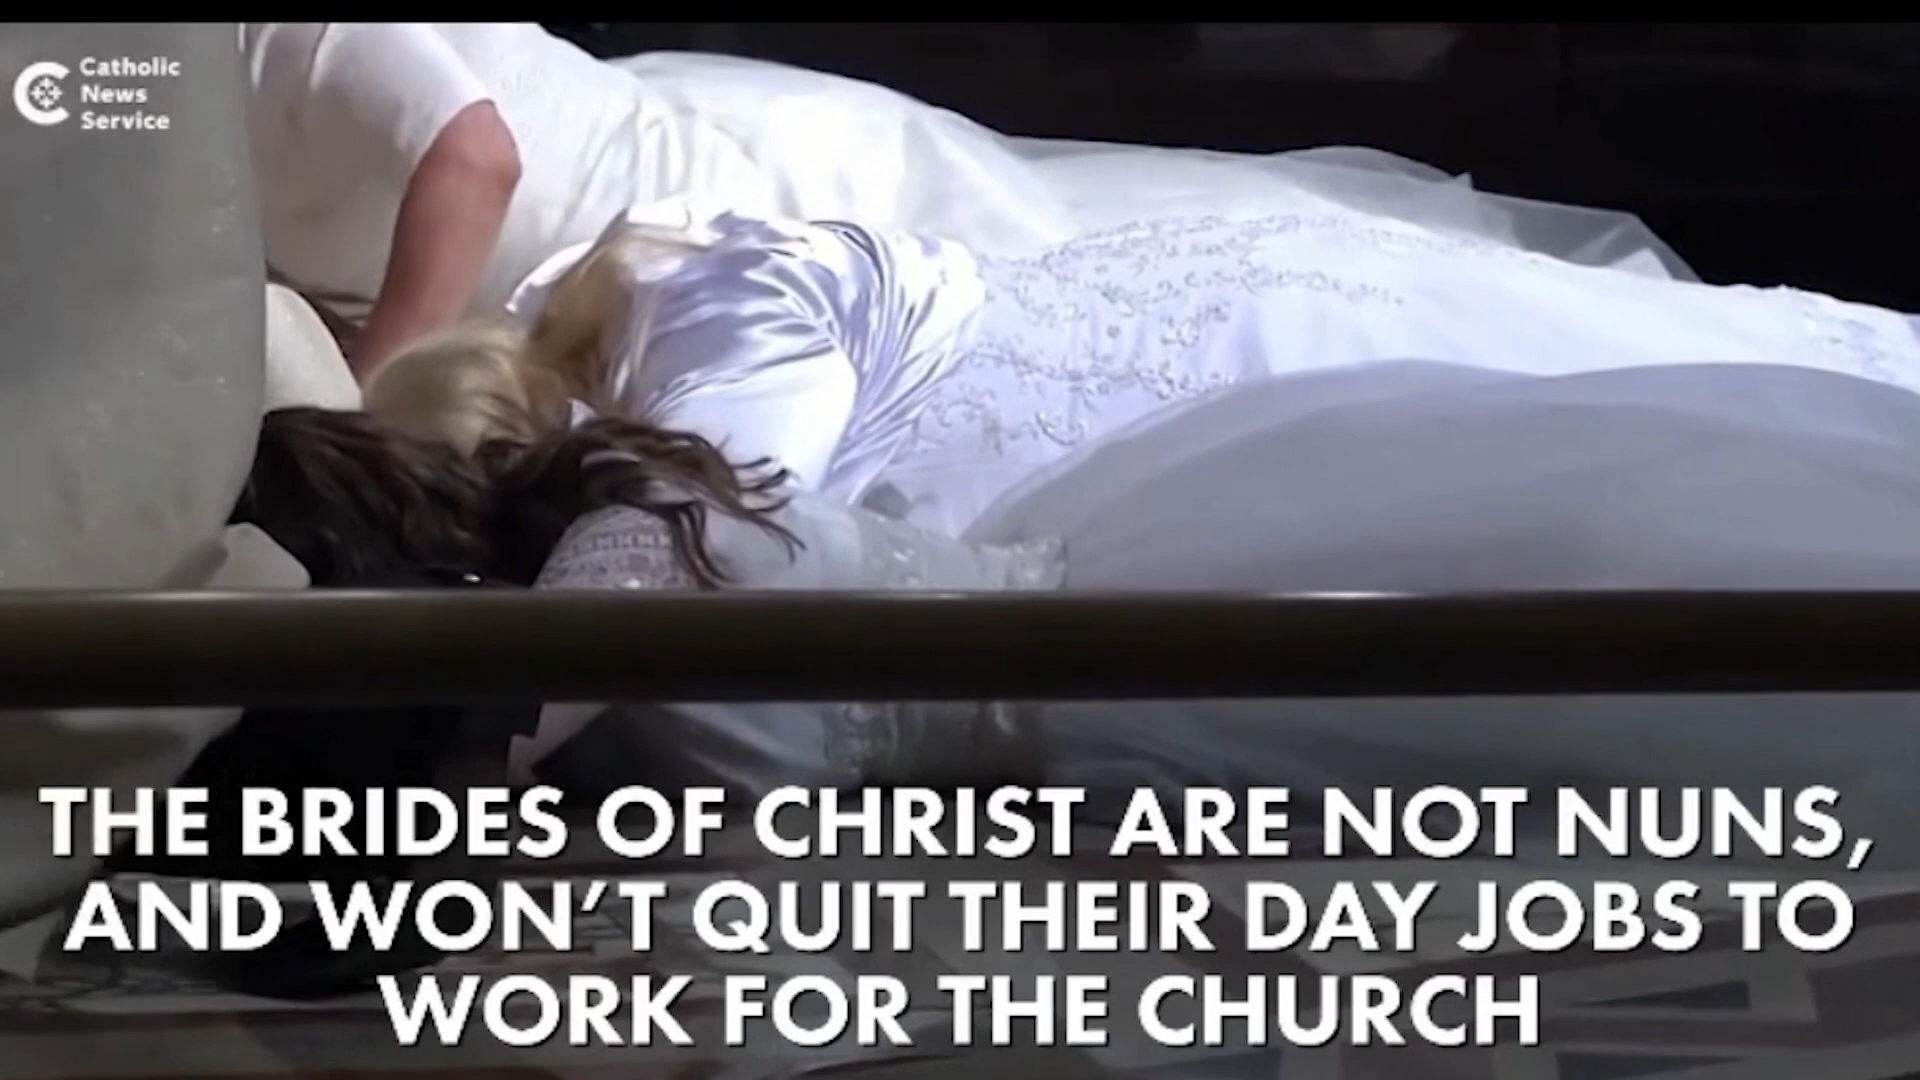 Catholic
News
Service
THE BRIDES OF CHRIST ARE NOT NUNS,
AND WON'T QUIT THEIR DAY JOBS TO
WORK FOR THE CHURCH